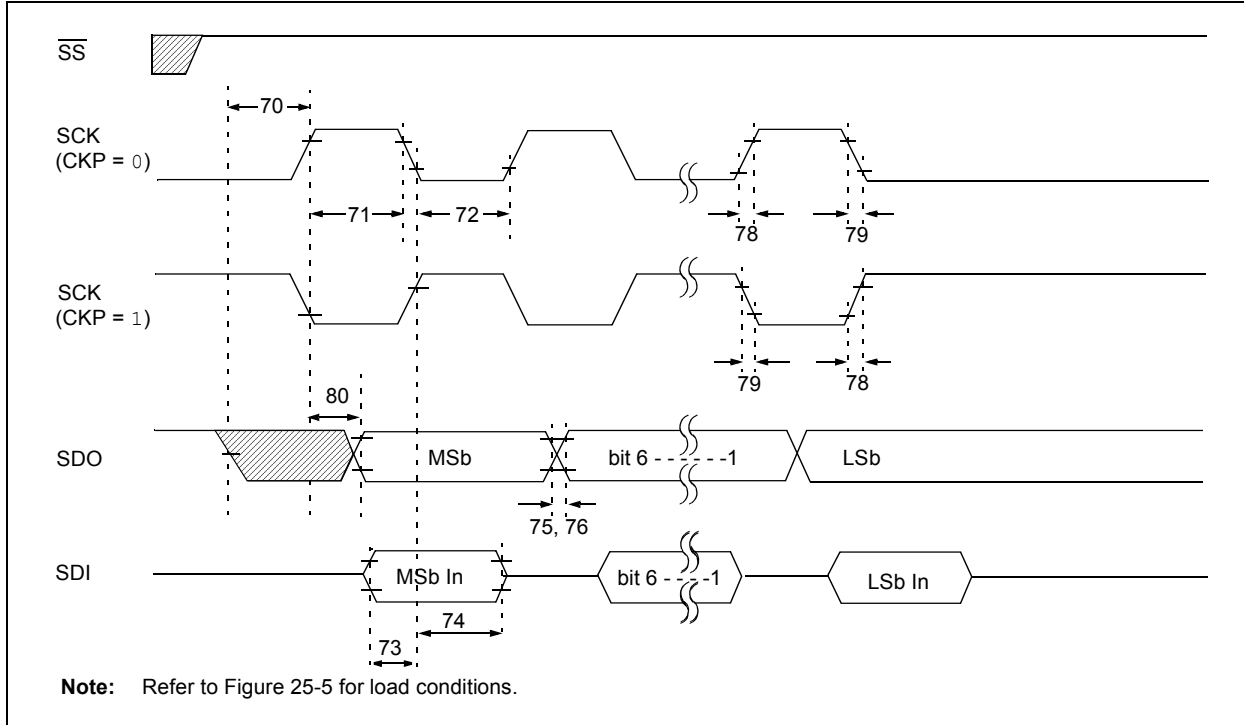 SS
70
SCK
(CKP = 0)
71
72
78
79
SCK
(CKP = 1)
79
78
80
SDO
MSb
bit 6 - - - - - - -1
LSb
75, 76
SDI
MSb In
bit 6 - - - - -1
LSb In
74
73
Note: Refer to Figure 25-5 for load conditions.